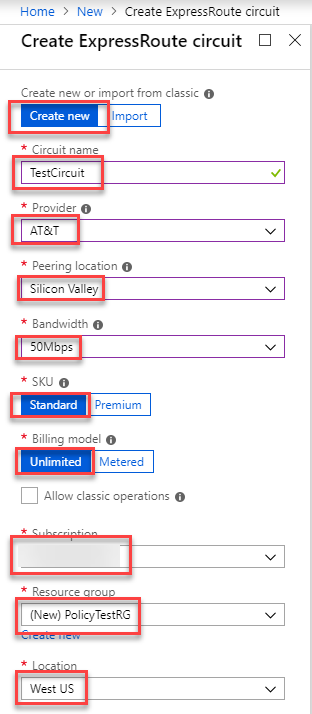 Home > New > Create ExpressRoute circuit
Create ExpressRoute circuit
Create new or import from classic
Create new Import
* Circuit name
TestCircuit
* Provider
AT&T
* Peering location
Silicon Valley
* Bandwidth
50Mbps
* SKU
Standard Premium
* Billing model
Unlimited Metered
Allow classic operations
* Subscription
* Resource group
(New) PolicyTestRG
Create new
* Location
West US